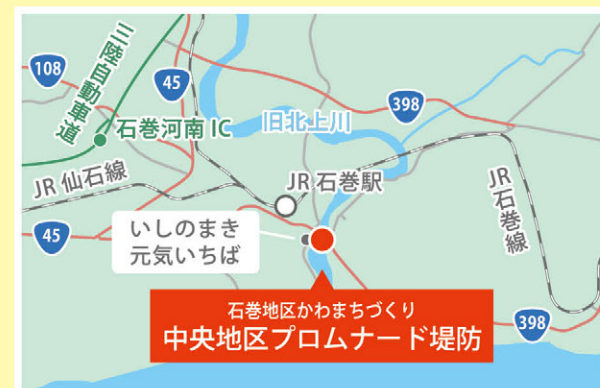 108
三陸自動車道
45
398
石巻河南 IC
旧北上川
JR 仙石線
JR 石巻駅
JR 石巻線
45
いしのまき
元気いちば
石巻地区かわまちづくり
中央地区プロムナード堤防
398